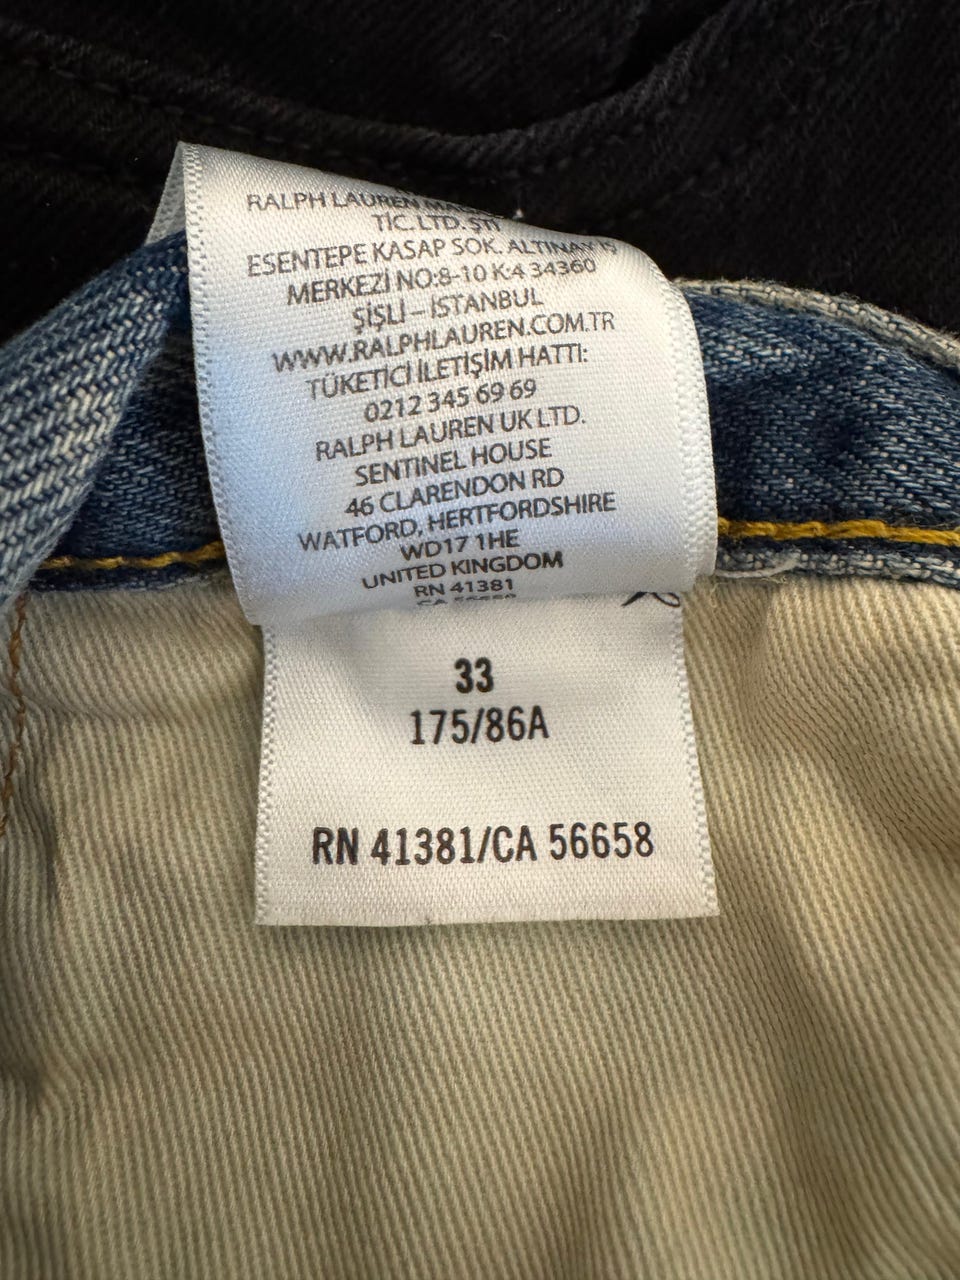 RALPH LAUREN
TİC. LTD. ŞTİ
ESENTEPE KASAP SOK. ALTINAY İŞ
MERKEZİ NO:8-10 K:4 34360
ŞİŞLİ – İSTANBUL
WWW.RALPHLAUREN.COM.TR
TÜKETİCİ İLETİŞİM HATTI:
0212 345 69 69
RALPH LAUREN UK LTD.
SENTINEL HOUSE
46 CLARENDON RD
WATFORD, HERTFORDSHIRE
WD17 1HE
UNITED KINGDOM
RN 41381
CA 56658
33
175/86A
RN 41381/CA 56658